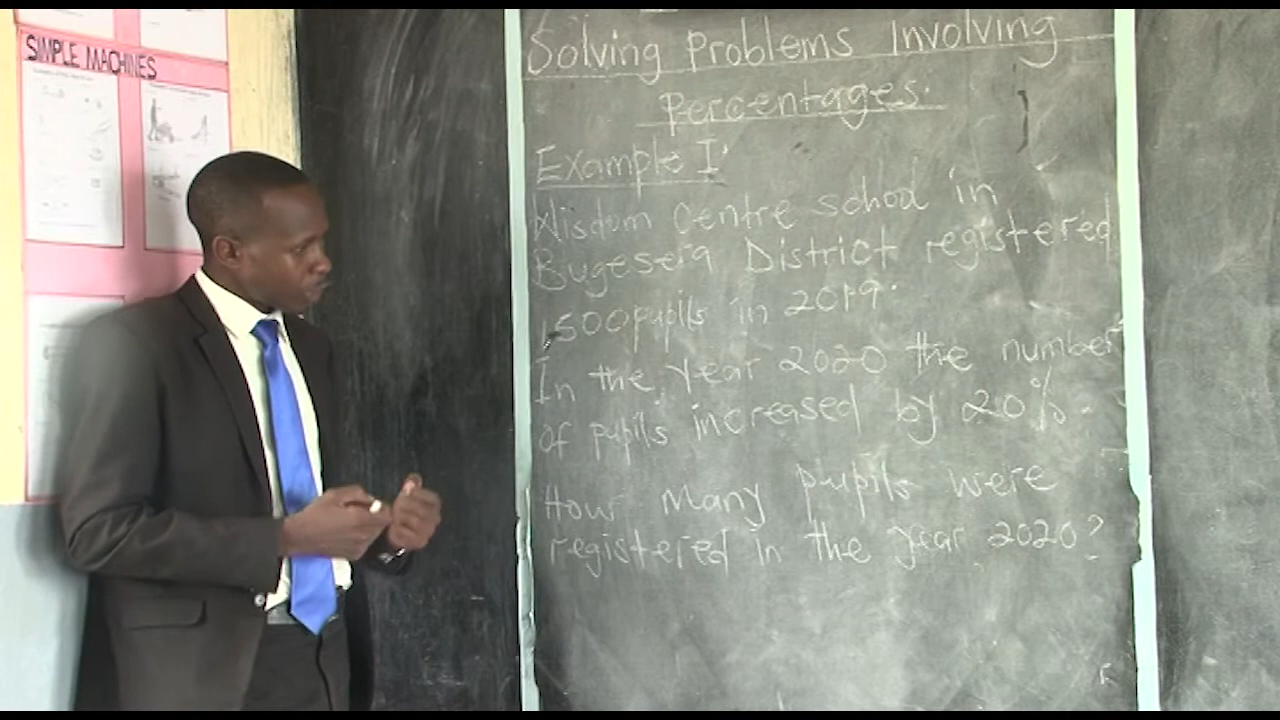 SIMPLE MACHINES
Solving Problems Involving
Percentages.
Example I
Wisdom Centre school in
Bugesera District registered
1500 pupils in 2019.
In the year 2020 the number
of pupils increased by 20%.
How many pupils were
registered in the year 2020?